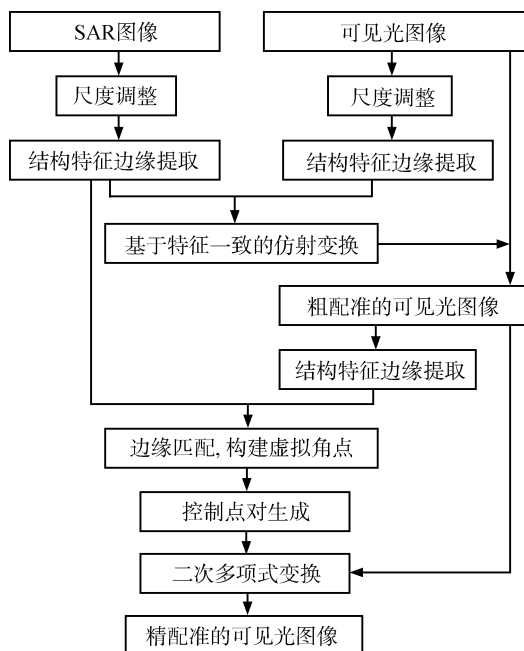 SAR图像
可见光图像
尺度调整
尺度调整
结构特征边缘提取
结构特征边缘提取
基于特征一致的仿射变换
粗配准的可见光图像
结构特征边缘提取
边缘匹配, 构建虚拟角点
控制点对生成
二次多项式变换
精配准的可见光图像